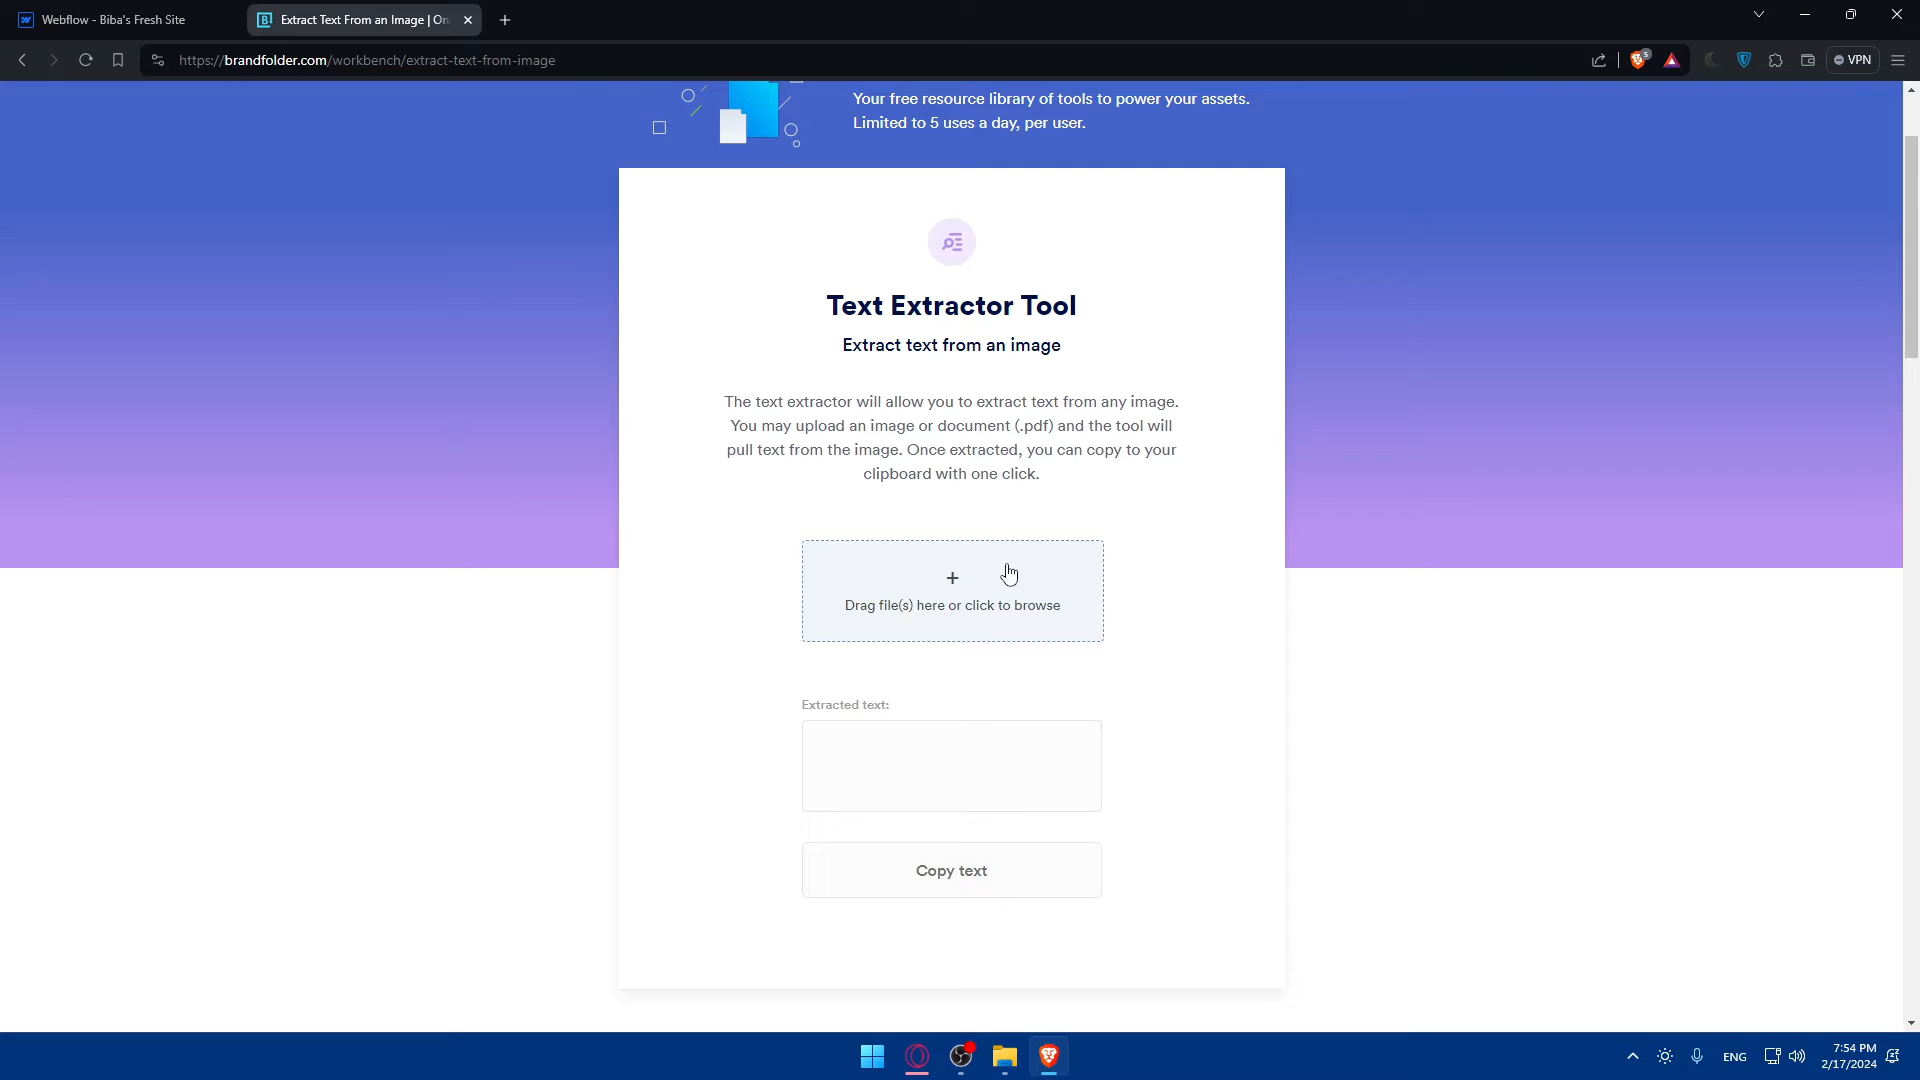 Webflow - Biba's Fresh Site
Extract Text From an Image | On
https://brandfolder.com/workbench/extract-text-from-image
5
VPN
Your free resource library of tools to power your assets.
Limited to 5 uses a day, per user.
Text Extractor Tool
Extract text from an image
The text extractor will allow you to extract text from any image.
You may upload an image or document (.pdf) and the tool will
pull text from the image. Once extracted, you can copy to your
clipboard with one click.
+
Drag file(s) here or click to browse
Extracted text:
Copy text
ENG
7:54 PM
2/17/2024